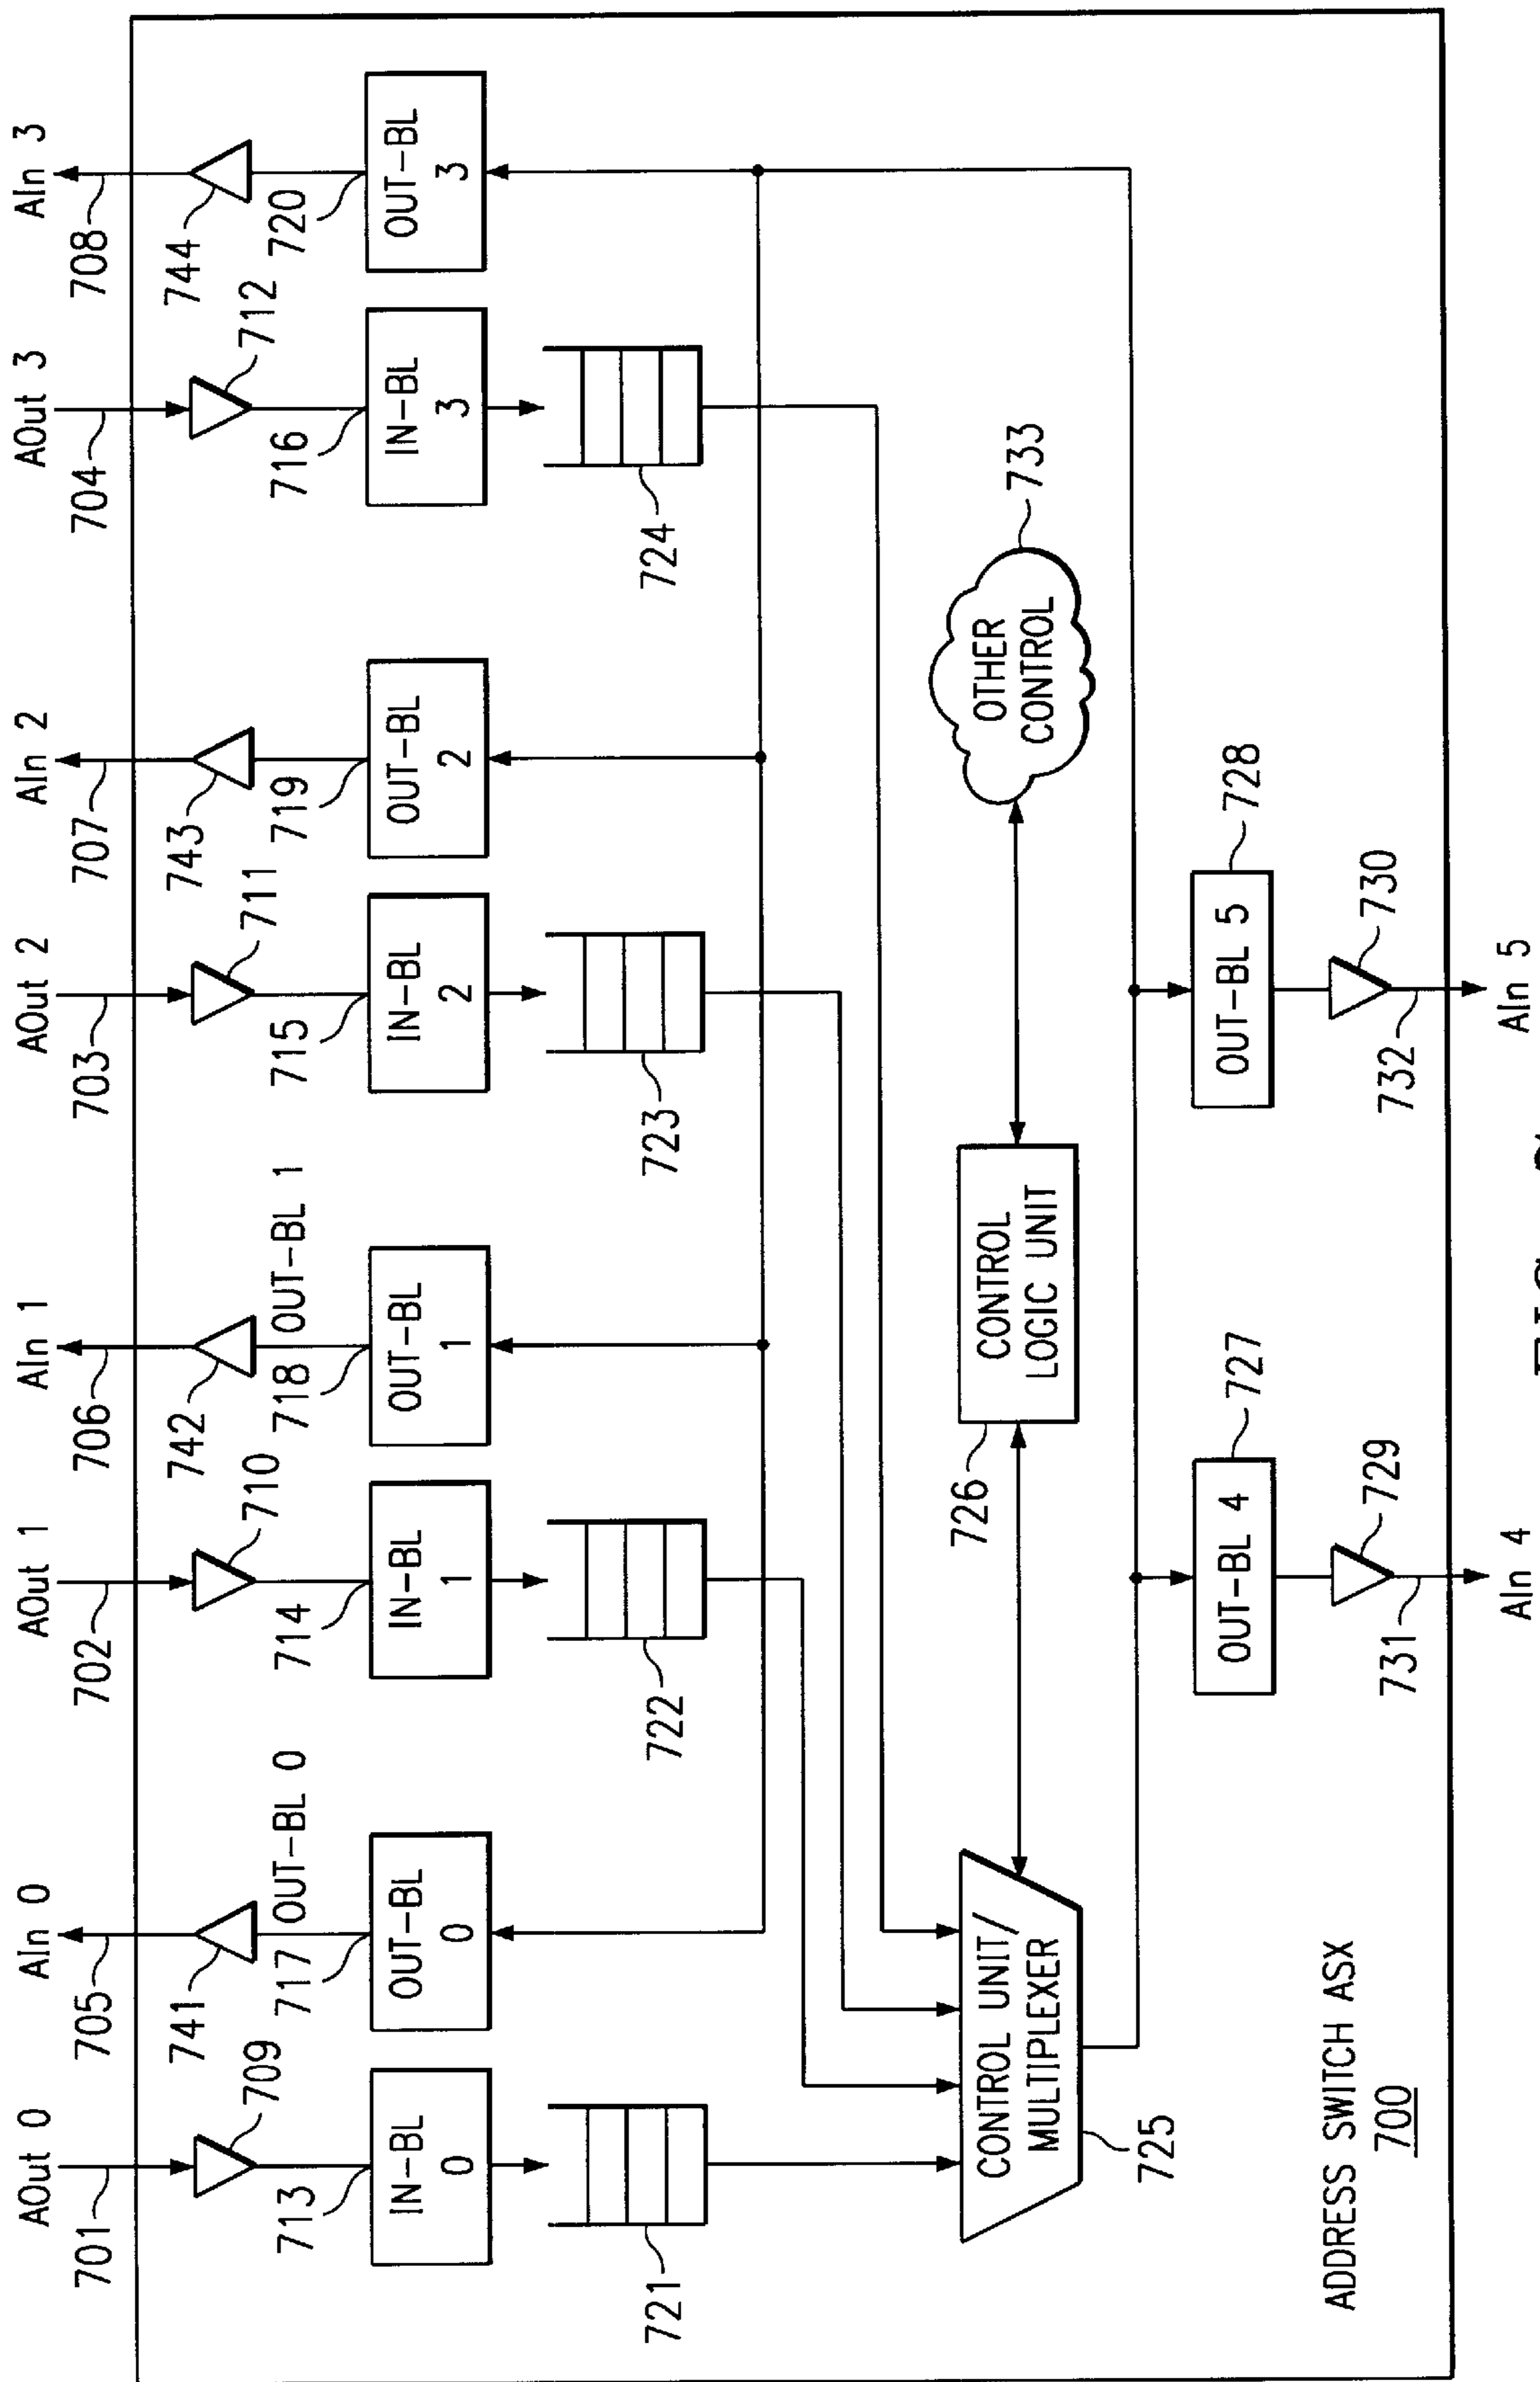 AOut 0
AIn 0
AOut 1
AIn 1
AOut 2
AIn 2
AOut 3
AIn 3
701
705
702
706
703
707
704
708
709
741
710
742
711
743
712
744
713
717
OUT-BL 0
714
718
OUT-BL 1
715
719
716
720
IN-BL
0
OUT-BL
0
IN-BL
1
OUT-BL
1
IN-BL
2
OUT-BL
2
IN-BL
3
OUT-BL
3
721
722
723
724
CONTROL UNIT/
MULTIPLEXER
725
726
CONTROL
LOGIC UNIT
OTHER
CONTROL
733
OUT-BL 4
727
OUT-BL 5
728
729
730
731
732
ADDRESS SWITCH ASX
700
AIn 4
AIn 5